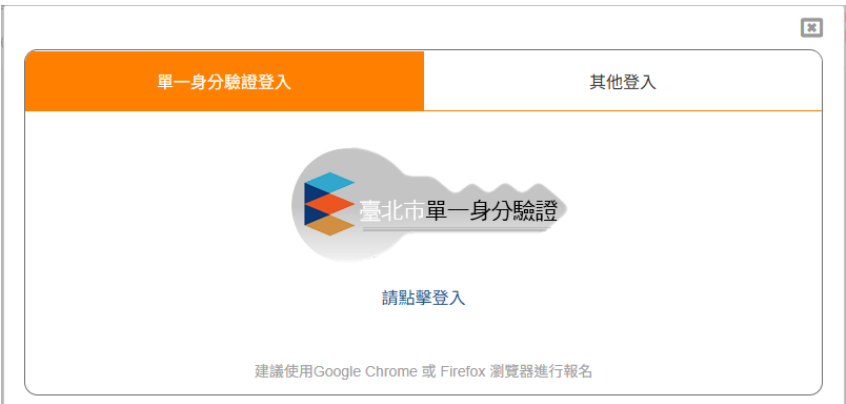 單一身分驗證登入
其他登入
臺北市單一身分驗證
請點擊登入
建議使用Google Chrome 或 Firefox 瀏覽器進行報名